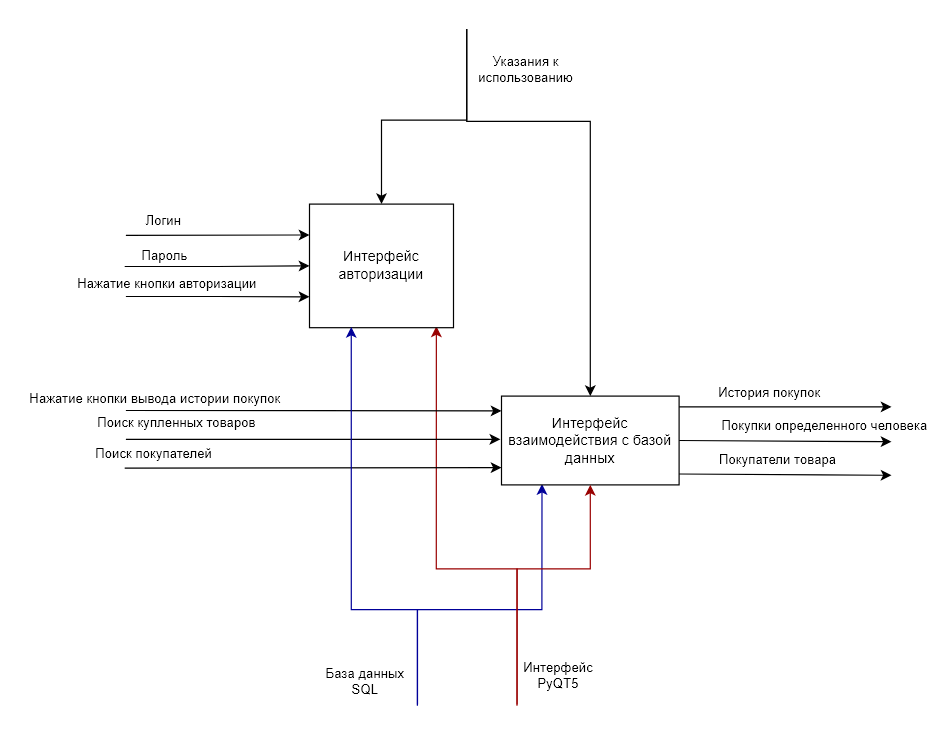 Указания к
использованию
Логин
Пароль
Нажатие кнопки авторизации
Интерфейс
авторизации
Нажатие кнопки вывода истории покупок
Поиск купленных товаров
Поиск покупателей
Интерфейс
взаимодействия с базой
данных
История покупок
Покупки определенного человека
Покупатели товара
База данных
SQL
Интерфейс
PyQT5